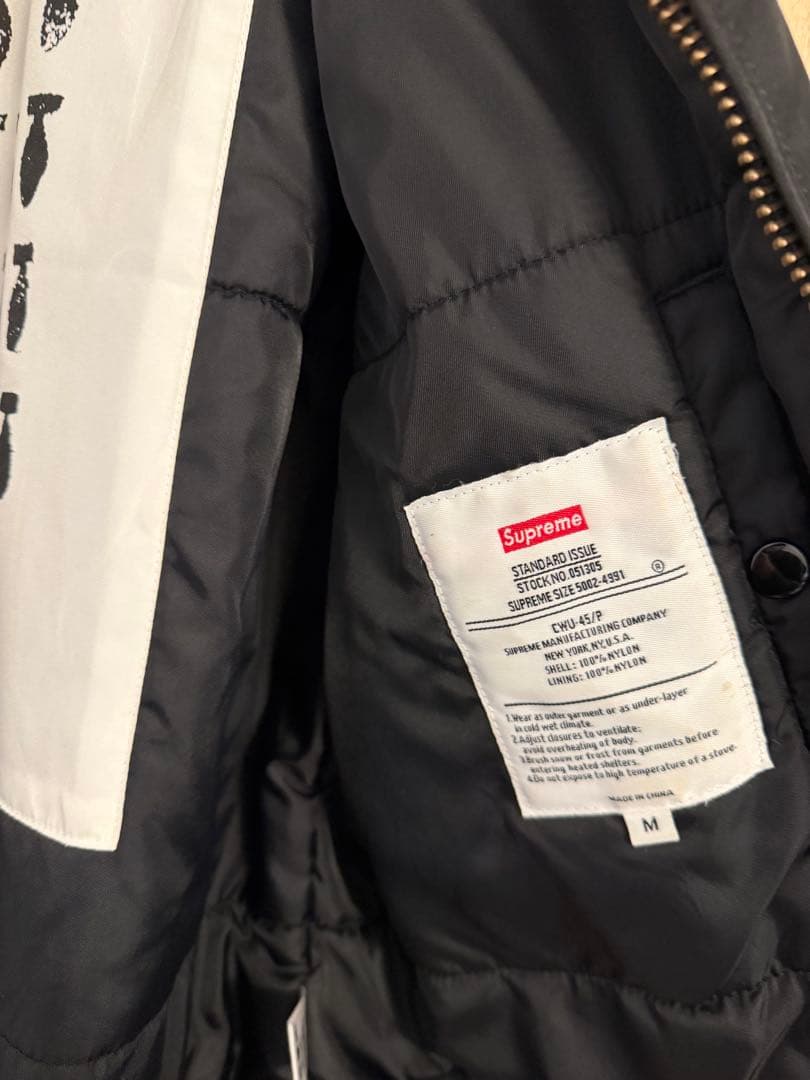 Supreme
STANDARD ISSUE
STOCK NO. 051305
SUPREME SIZE 5002-4991
®
CWU-45/P
SUPREME MANUFACTURING COMPANY
NEW YORK, NY, U.S.A.
SHELL: 100% NYLON
LINING: 100% NYLON
1.Wear as outer garment or as under-layer
in cold wet climate.
2.Adjust closures to ventilate;
avoid overheating of body.
3.Brush snow or frost from garments before
entering heated shelters.
4.Do not expose to high temperature of a stove.
MADE IN CHINA
M